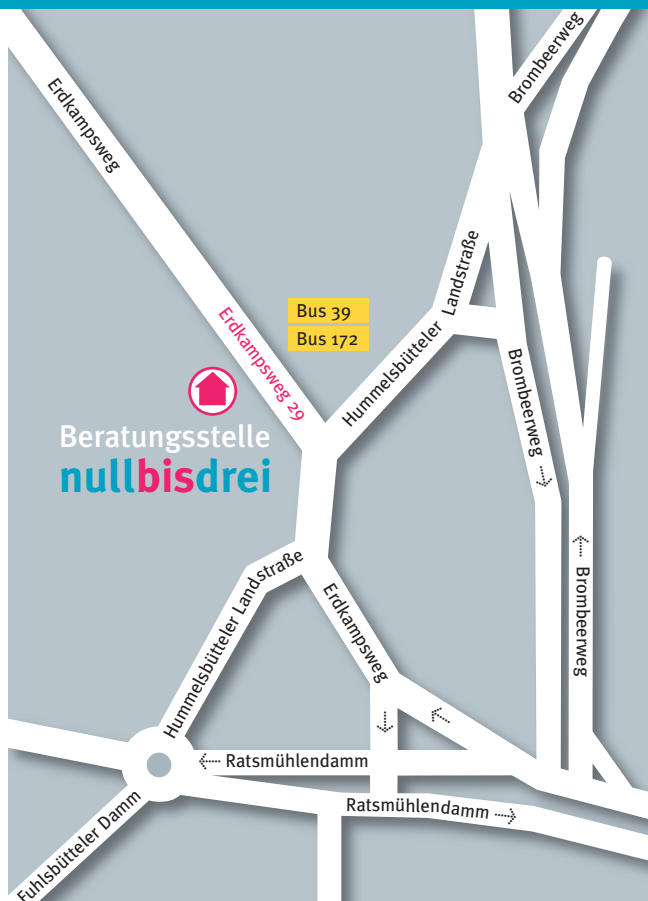 Brombeerweg
Erdkampsweg
Hummelsbütteler Landstraße
Bus 39
Bus 172
Erdkampsweg 29
Brombeerweg
Beratungsstelle
nullbisdrei
Hummelsbütteler Landstraße
Erdkampsweg
Brombeerweg
Ratsmühlendamm
Ratsmühlendamm
Fuhlsbütteler Damm